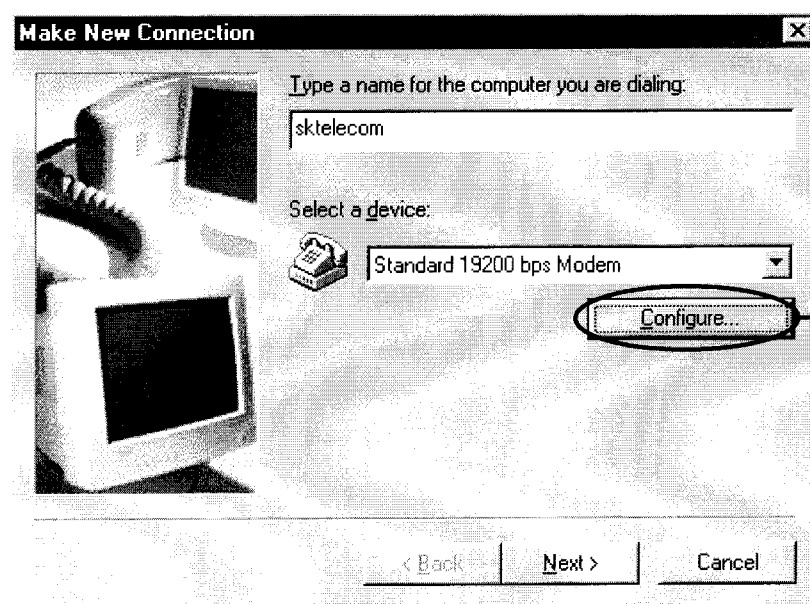 Make New Connection
Type a name for the computer you are dialing:
sktelecom
Select a device:
Standard 19200 bps Modem
Configure...
< Back
Next >
Cancel